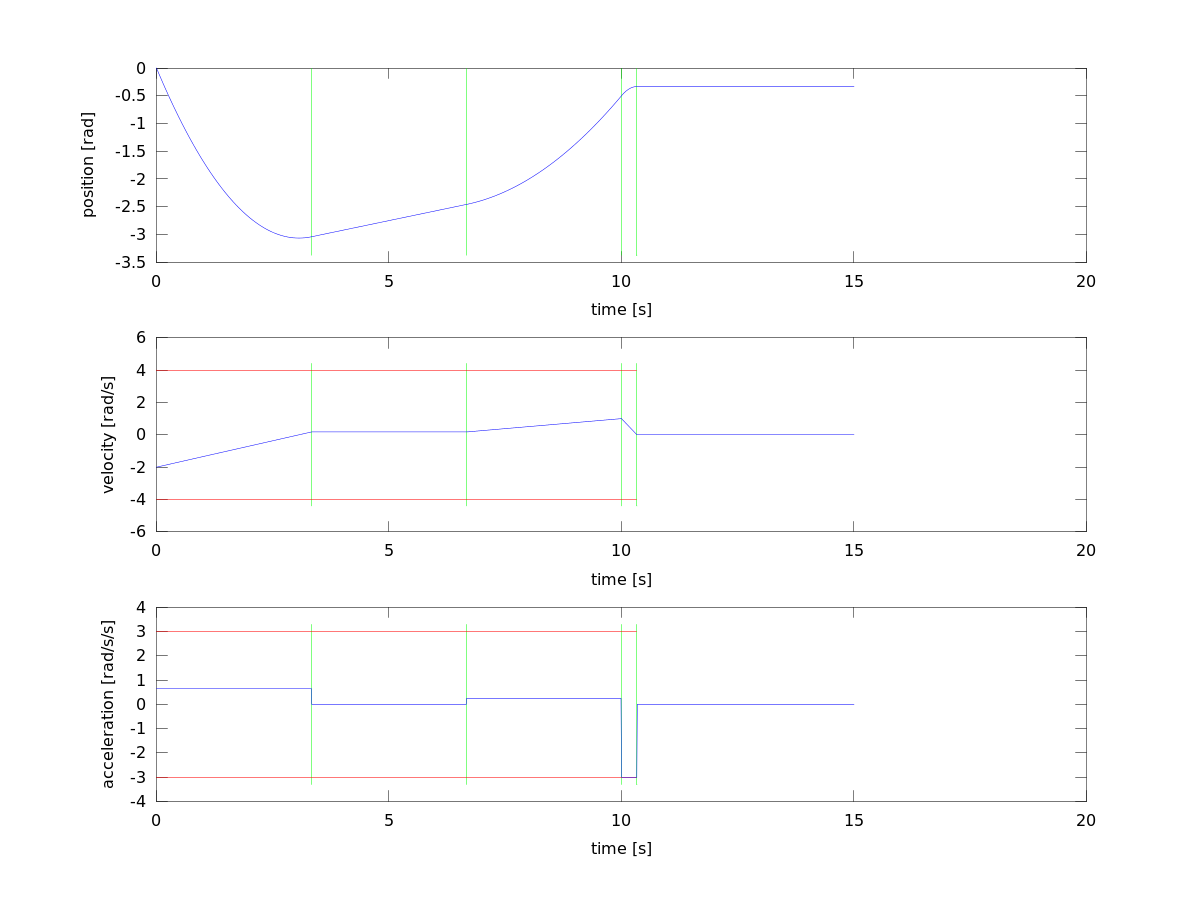 position [rad]
0
-0.5
-1
-1.5
-2
-2.5
-3
-3.5
0 5 10 15 20
time [s]
velocity [rad/s]
6
4
2
0
-2
-4
-6
0 5 10 15 20
time [s]
acceleration [rad/s/s]
4
3
2
1
0
-1
-2
-3
-4
0 5 10 15 20
time [s]